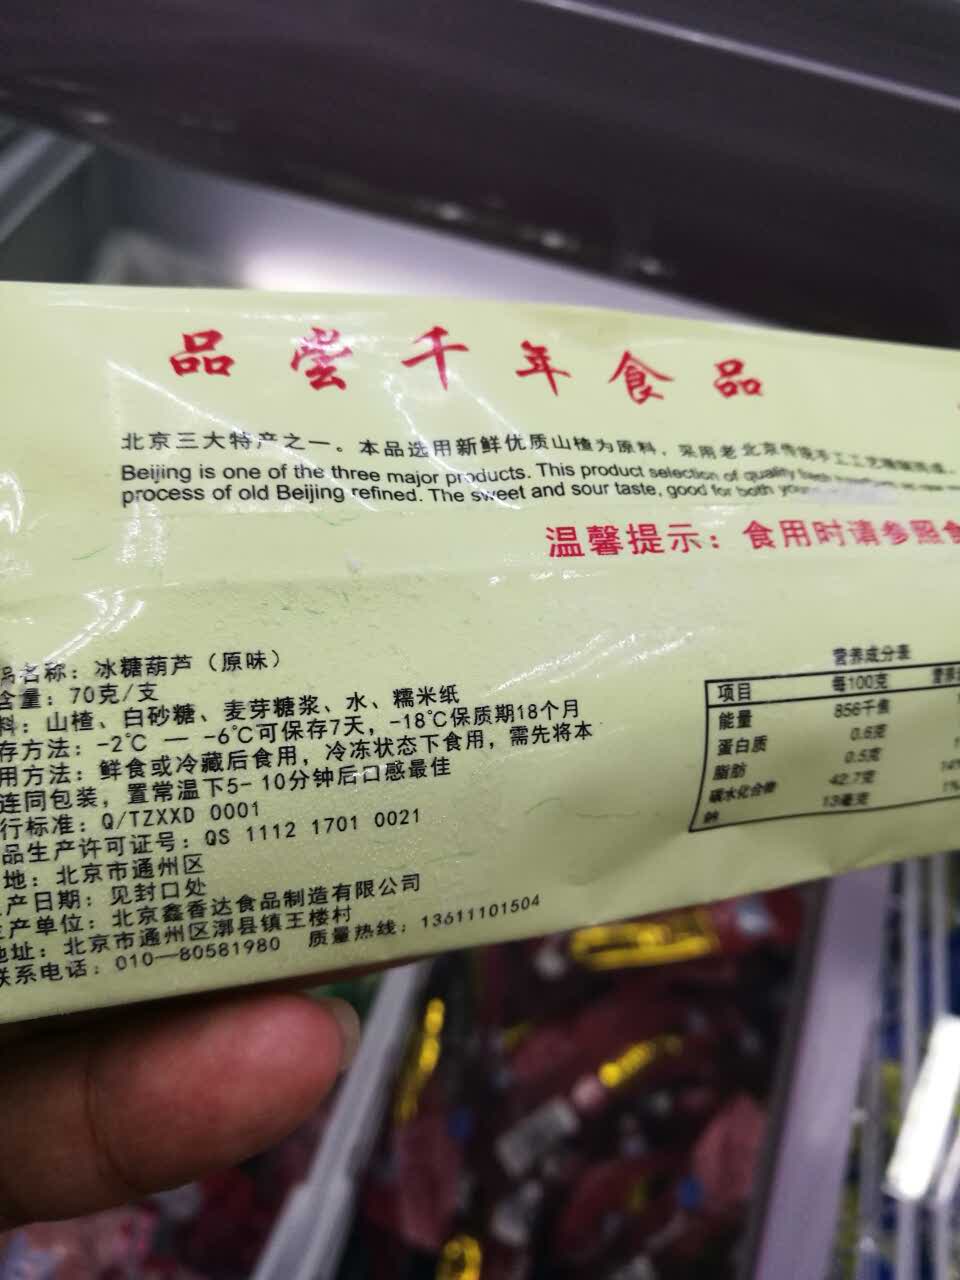 品尝千年食品
北京三大特产之一。本品选用新鲜优质山楂为原料，采用老北京传统手工工艺
Beijing is one of the three major products. This product selection of quality fresh
process of old Beijing refined. The sweet and sour taste, good for both
温馨提示：食用时请参照食
品名称：冰糖葫芦（原味）
含量：70克/支
料：山楂、白砂糖、麦芽糖浆、水、糯米纸
存方法：-2℃ — -6℃可保存7天，-18℃保质期18个月
用方法：鲜食或冷藏后食用，冷冻状态下食用，需先将本
连同包装，置常温下5-10分钟后口感最佳
行标准：Q/TZXXD 0001
品生产许可证号：QS 1112 1701 0021
地：北京市通州区
产日期：见封口处
生产单位：北京鑫香达食品制造有限公司
地址：北京市通州区漷县镇王楼村
联系电话：010—80581980 质量热线：13611101504
营养成分表
项目 每100克 营养
能量 856千焦
蛋白质 0.6克
脂肪 0.5克
碳水化合物 42.7克 14%
钠 13毫克 1%